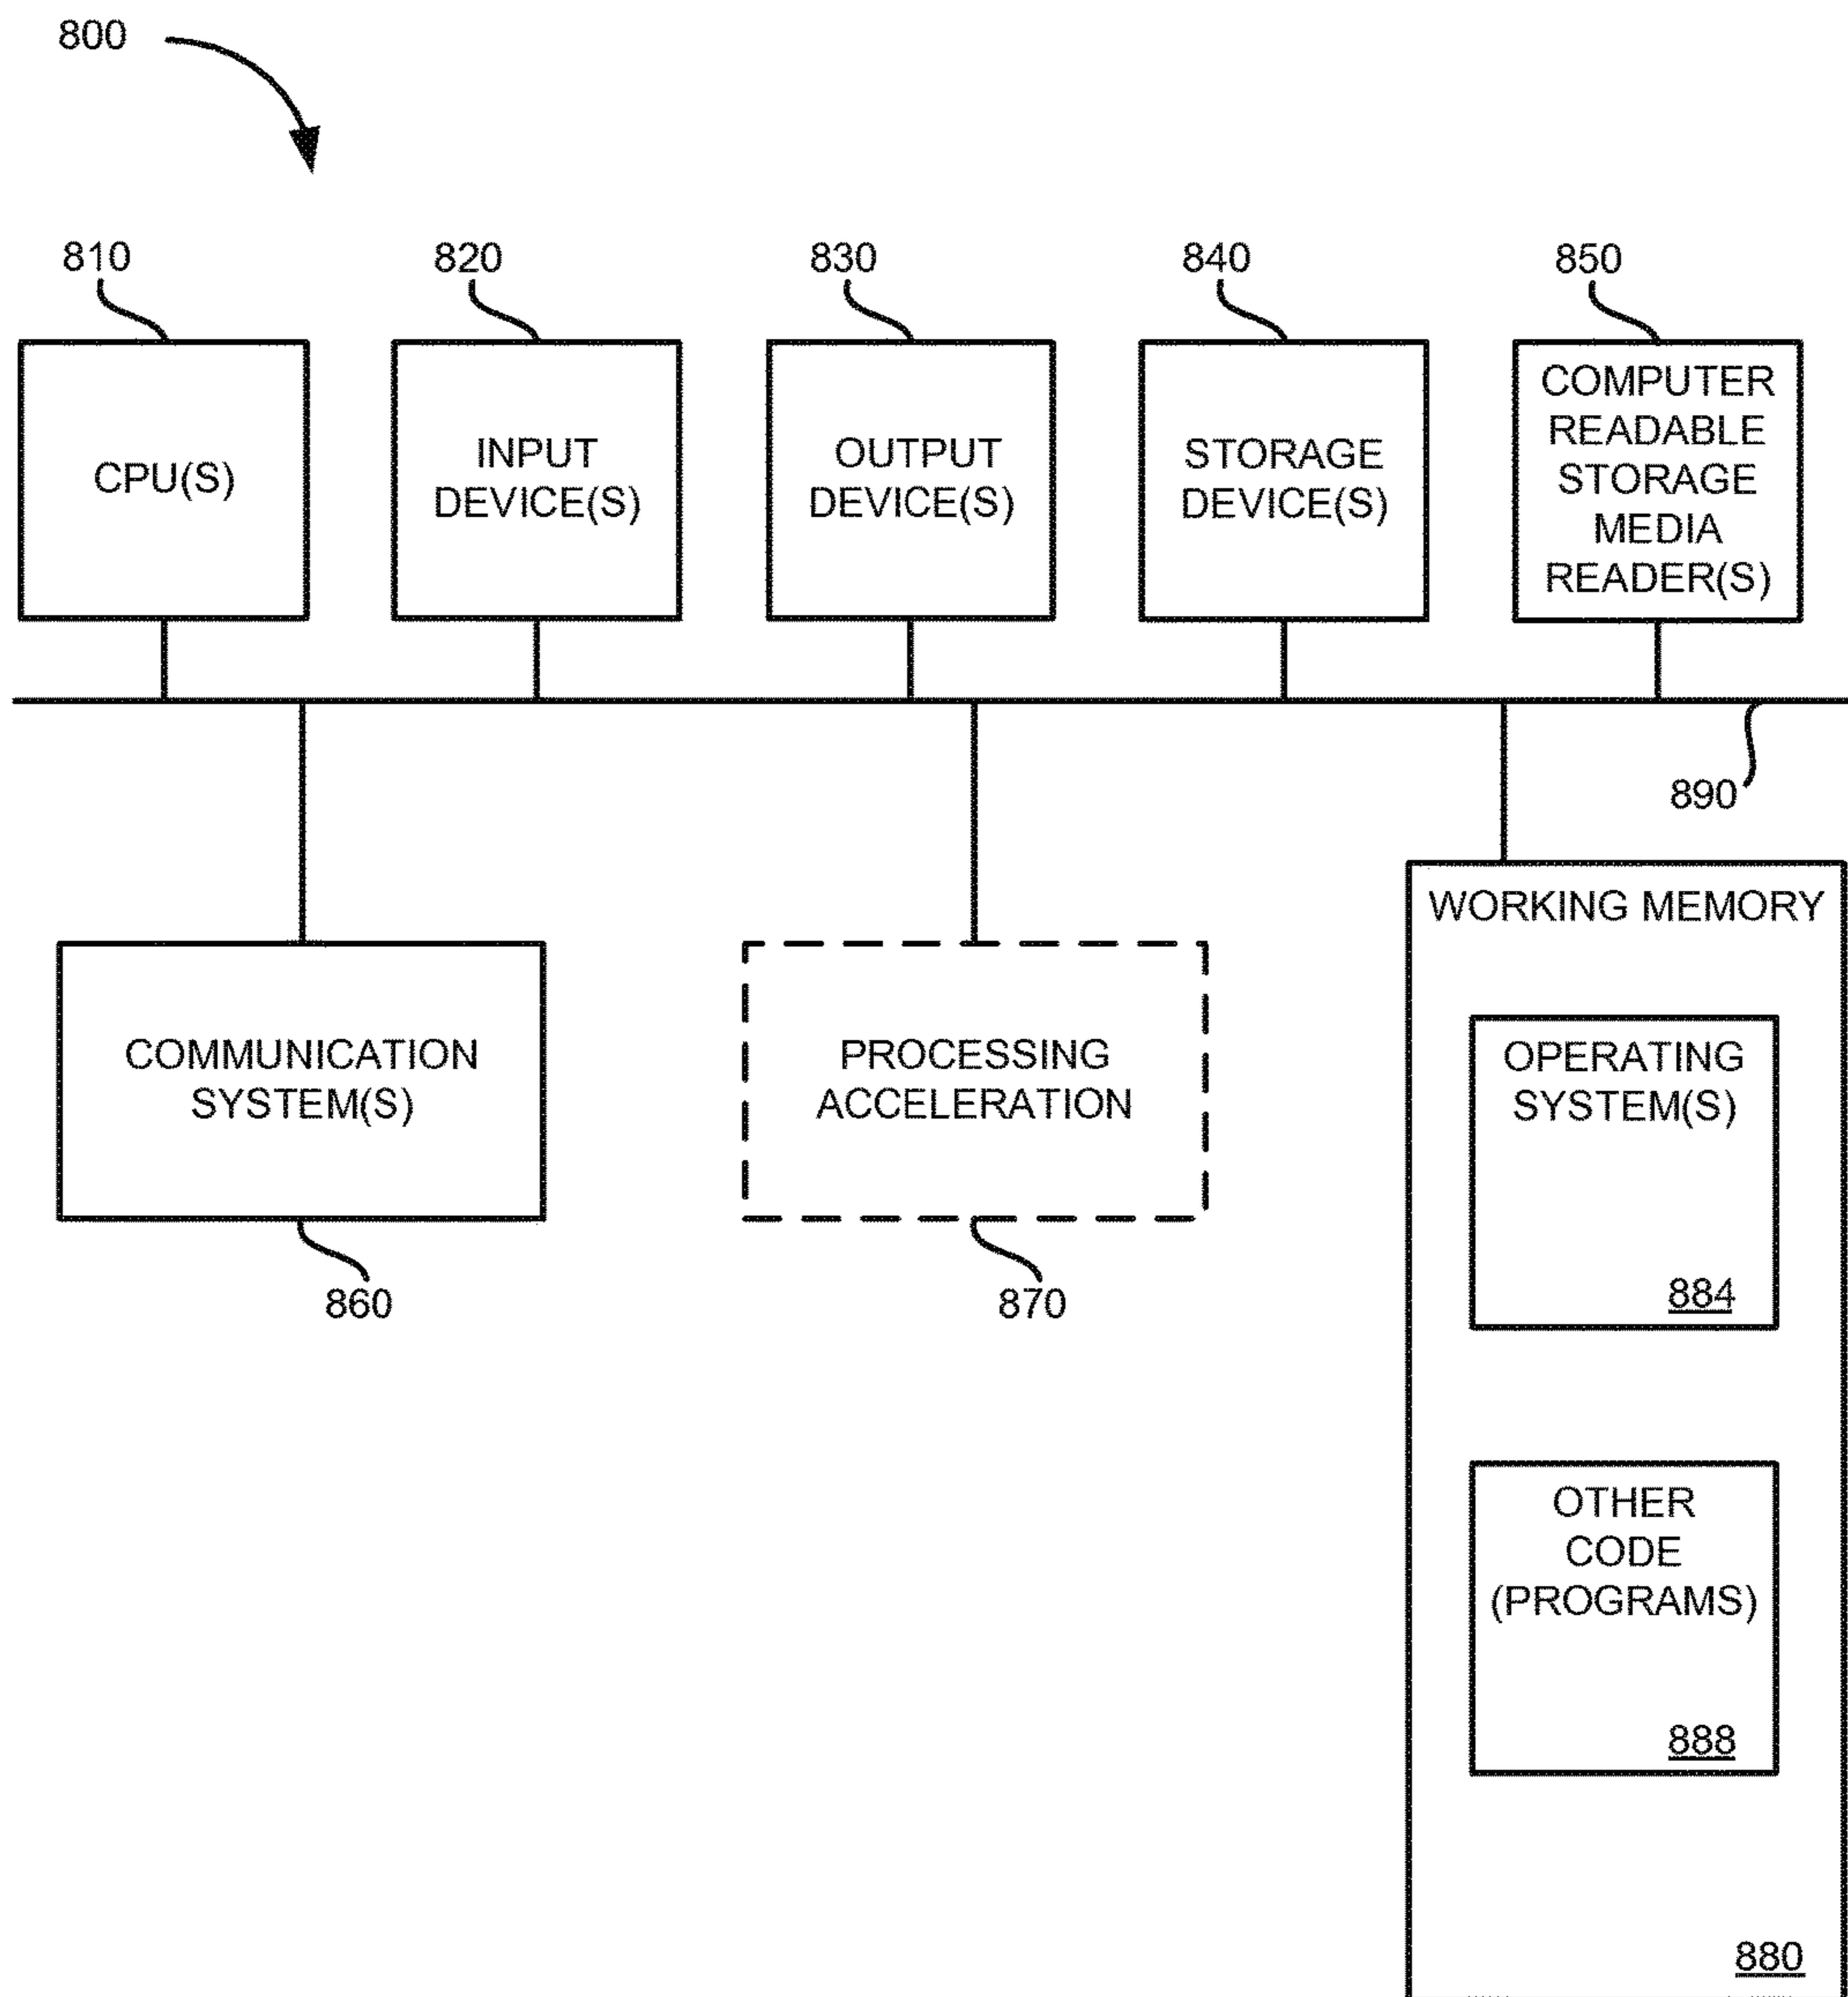 800
810
820
830
840
850
CPU(S)
INPUT
DEVICE(S)
OUTPUT
DEVICE(S)
STORAGE
DEVICE(S)
COMPUTER
READABLE
STORAGE
MEDIA
READER(S)
890
COMMUNICATION
SYSTEM(S)
860
PROCESSING
ACCELERATION
870
WORKING MEMORY
OPERATING
SYSTEM(S)
884
OTHER
CODE
(PROGRAMS)
888
880